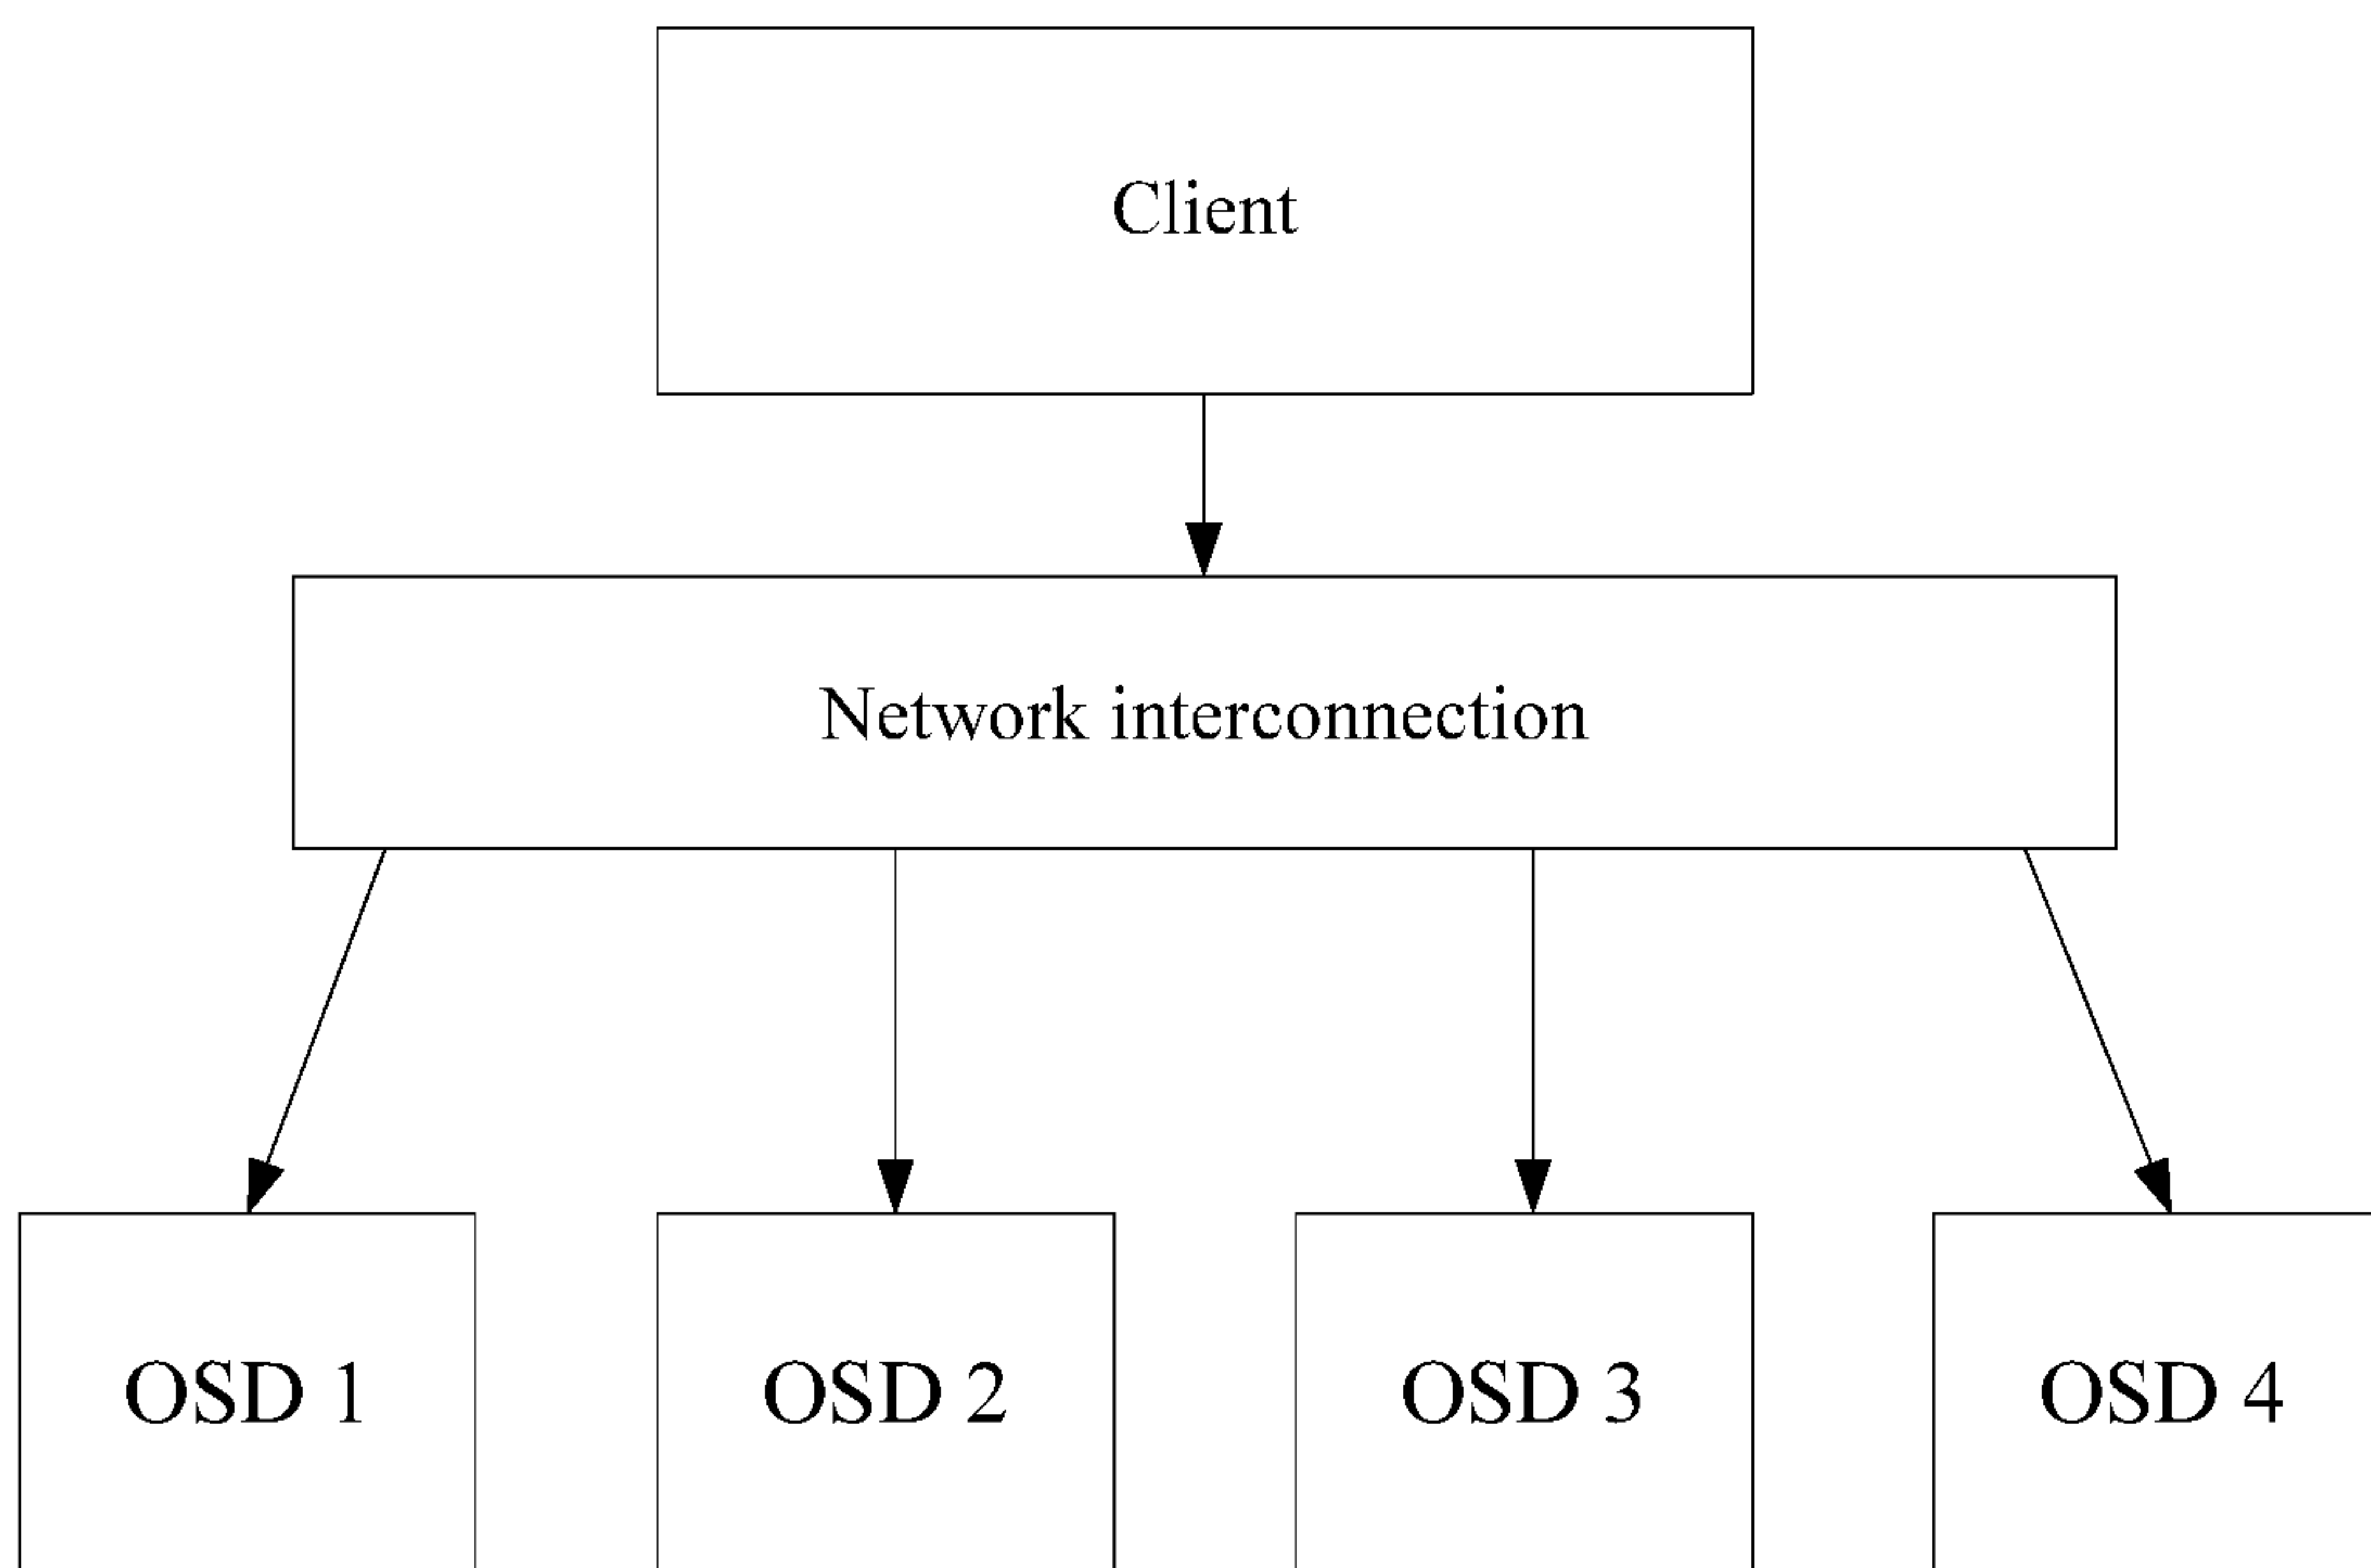 Client
Network interconnection
OSD 1
OSD 2
OSD 3
OSD 4